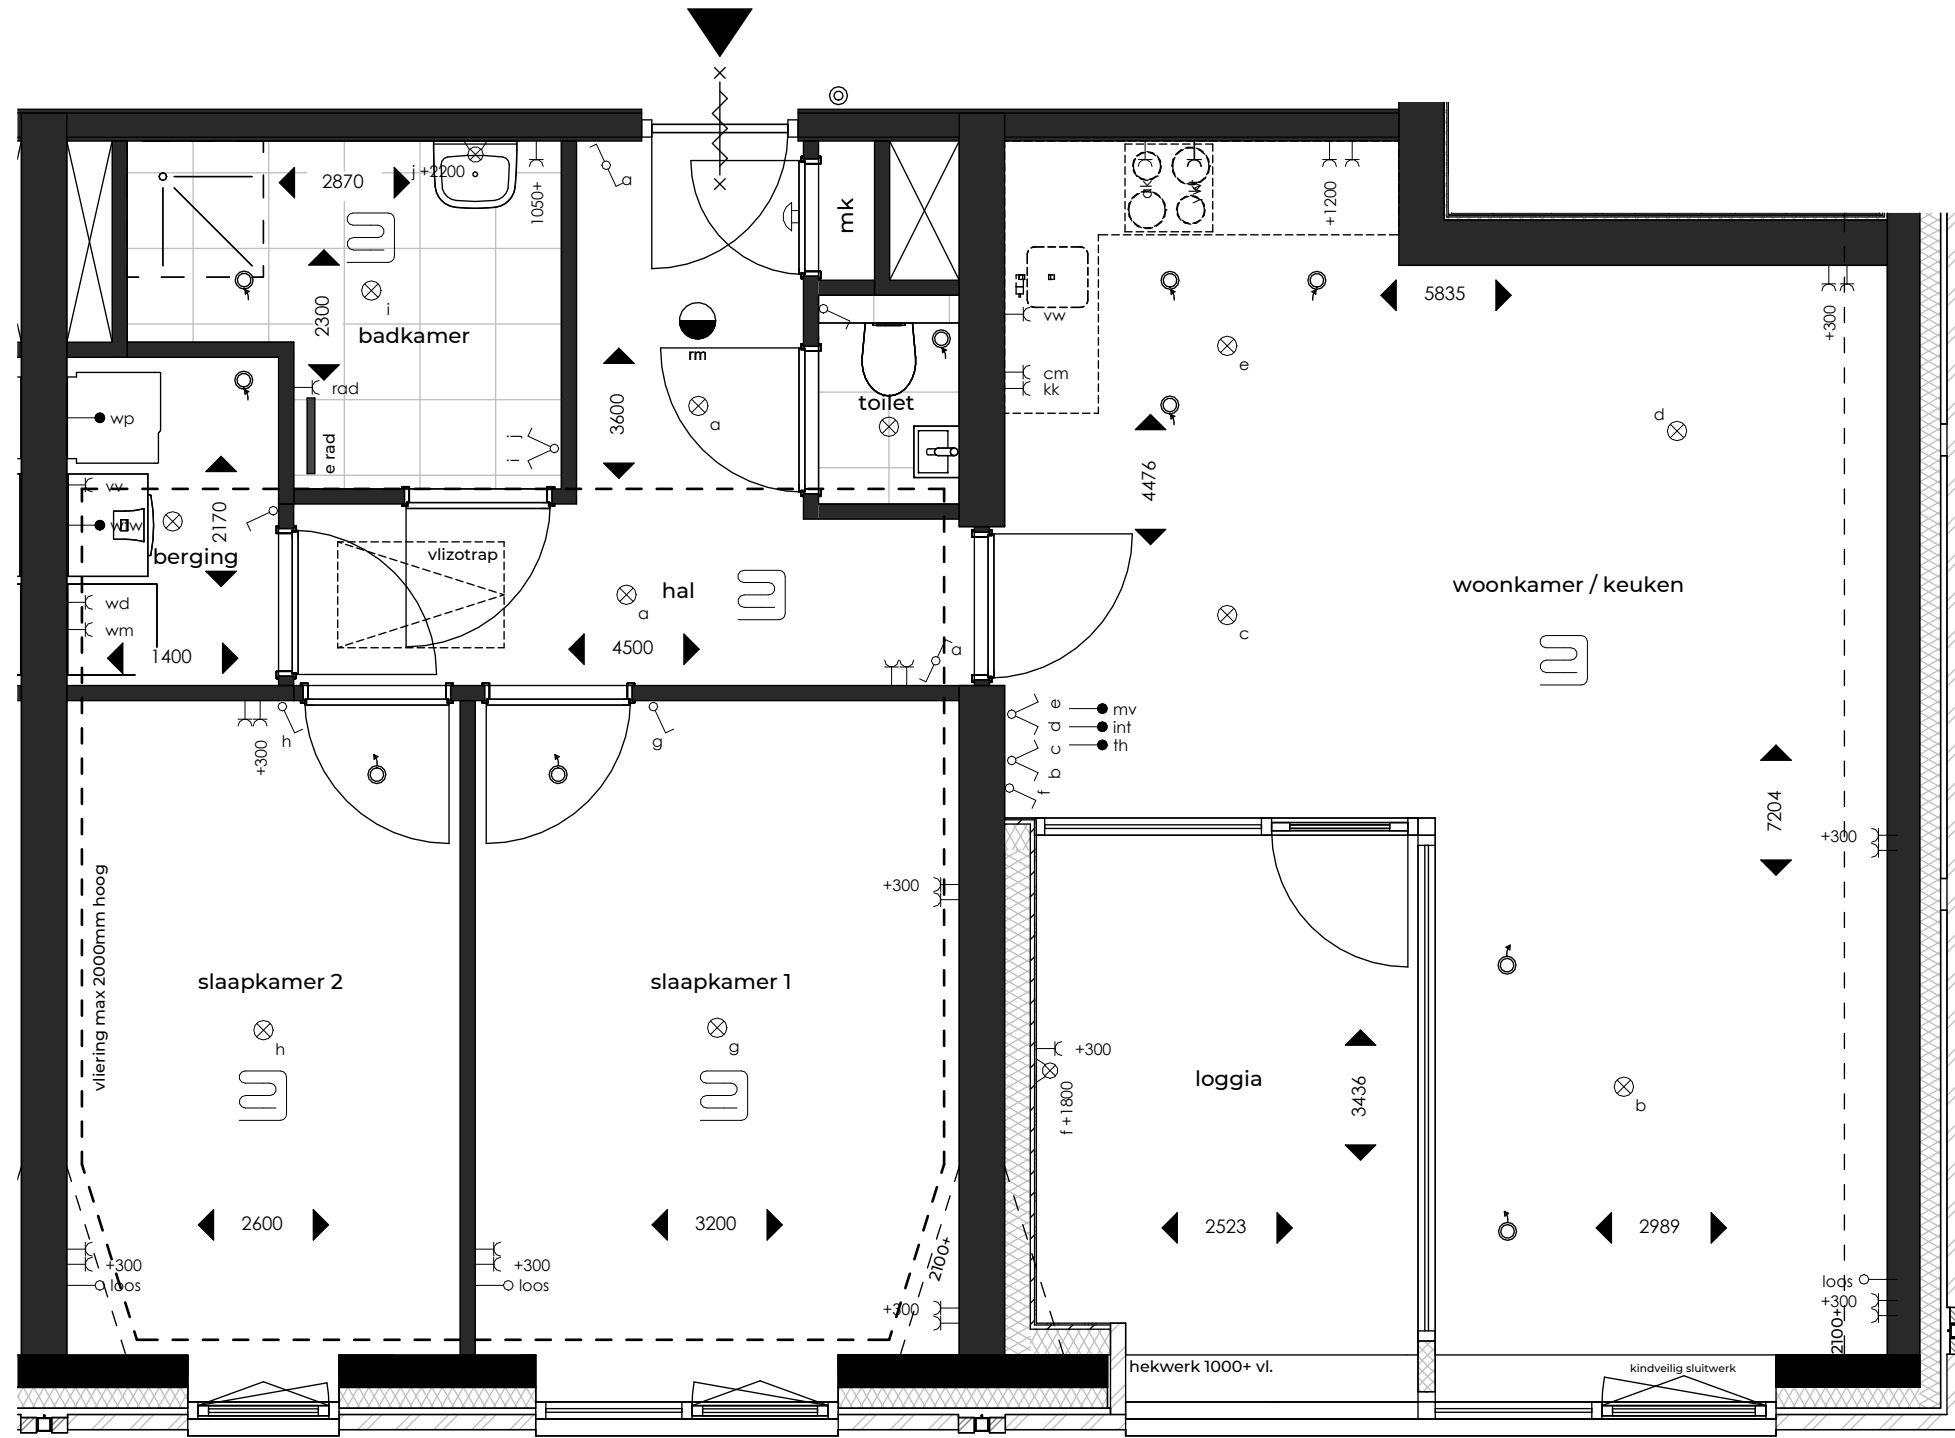 j +2200
2870
1050+
a
mk
+1200
2300
i
badkamer
rm
vw
5835
+300
e
rad
cm
kk
toilet
d
wp
3600
a
e rad
i j
4476
vv
2170
wtw
berging
vlizotrap
hal
woonkamer / keuken
wd
a
wm
1400
4500
a
c
h
+300
g
e
d
c
b
f
mv
int
th
7204
+300
+300
vliering max 2000mm hoog
slaapkamer 2
slaapkamer 1
h
g
+300
f +1800
loggia
3436
b
2600
3200
2523
2989
2100+
+300
loos
+300
loos
+300
loos
+300
2100+
hekwerk 1000+ vl.
kindveilig sluitwerk